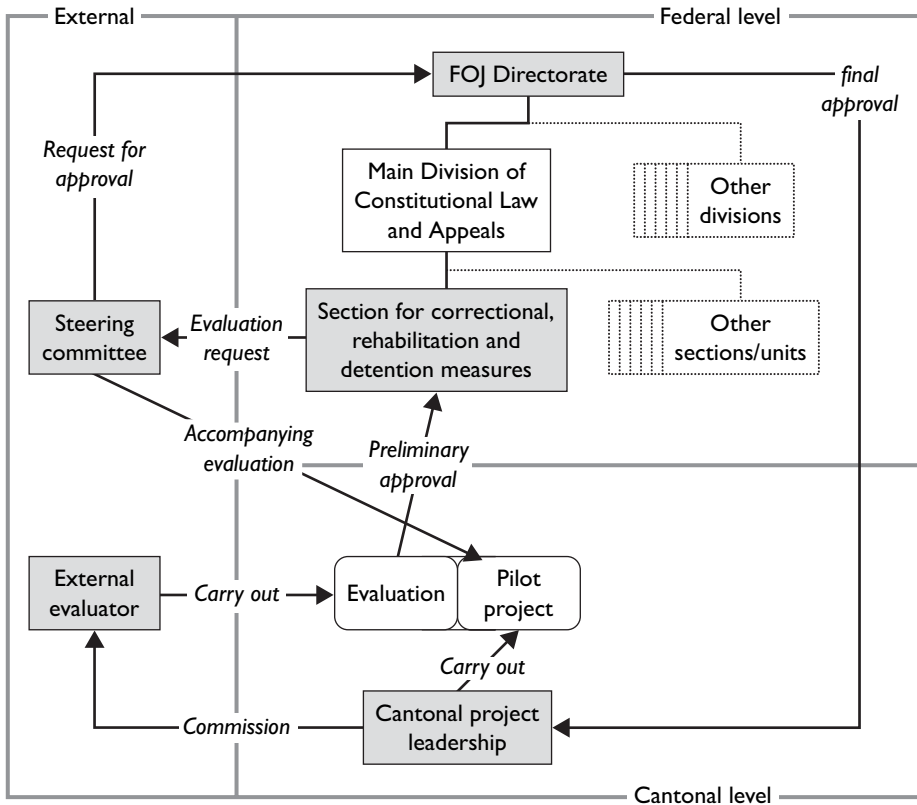 External
Federal level
FOJ Directorate
final
approval
Request for
approval
Main Division of
Constitutional Law
and Appeals
Other
divisions
Steering
committee
Evaluation
request
Section for correctional,
rehabilitation and
detention measures
Other
sections/units
Accompanying
evaluation
Preliminary
approval
External
evaluator
Carry out
Evaluation
Pilot
project
Carry out
Commission
Cantonal project
leadership
Cantonal level